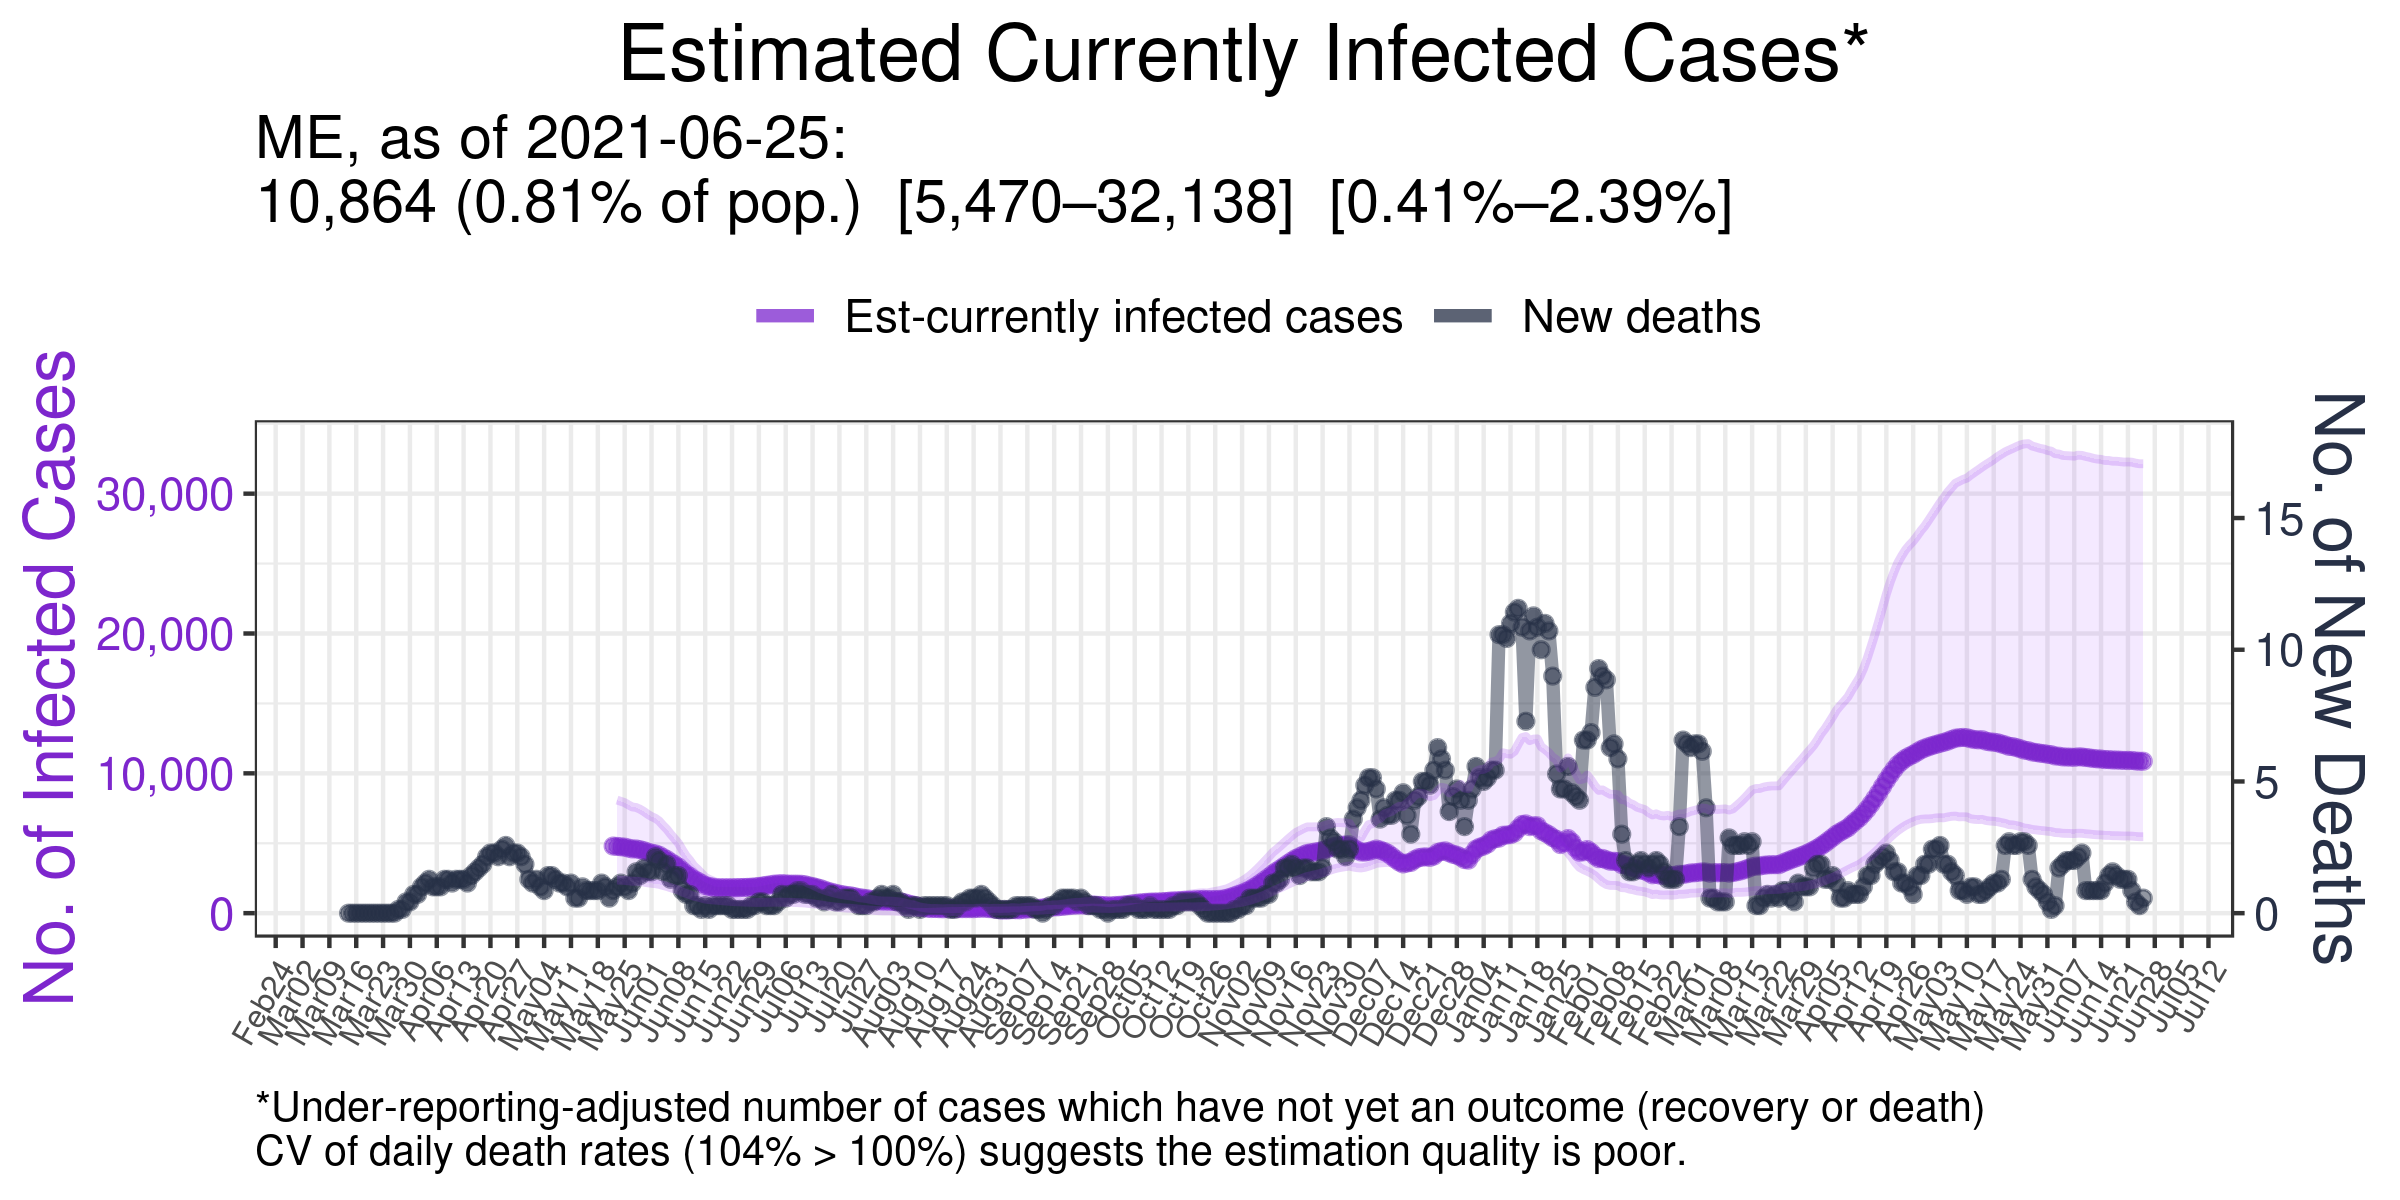 Estimated Currently Infected Cases*
ME, as of 2021-06-25:
10,864 (0.81% of pop.)  [5,470–32,138]  [0.41%–2.39%]
Est-currently infected cases
New deaths
No. of Infected Cases
30,000
20,000
10,000
0
15
10
5
0
No. of New Deaths
Feb24
Mar02
Mar09
Mar16
Mar23
Mar30
Apr06
Apr13
Apr20
Apr27
May04
May11
May18
May25
Jun01
Jun08
Jun15
Jun22
Jun29
Jul06
Jul13
Jul20
Jul27
Aug03
Aug10
Aug17
Aug24
Aug31
Sep07
Sep14
Sep21
Sep28
Oct05
Oct12
Oct19
Oct26
Nov02
Nov09
Nov16
Nov23
Nov30
Dec07
Dec14
Dec21
Dec28
Jan04
Jan11
Jan18
Jan25
Feb01
Feb08
Feb15
Feb22
Mar01
Mar08
Mar15
Mar22
Mar29
Apr05
Apr12
Apr19
Apr26
May03
May10
May17
May24
May31
Jun07
Jun14
Jun21
Jun28
Jul05
Jul12
*Under-reporting-adjusted number of cases which have not yet an outcome (recovery or death)
CV of daily death rates (104% > 100%) suggests the estimation quality is poor.